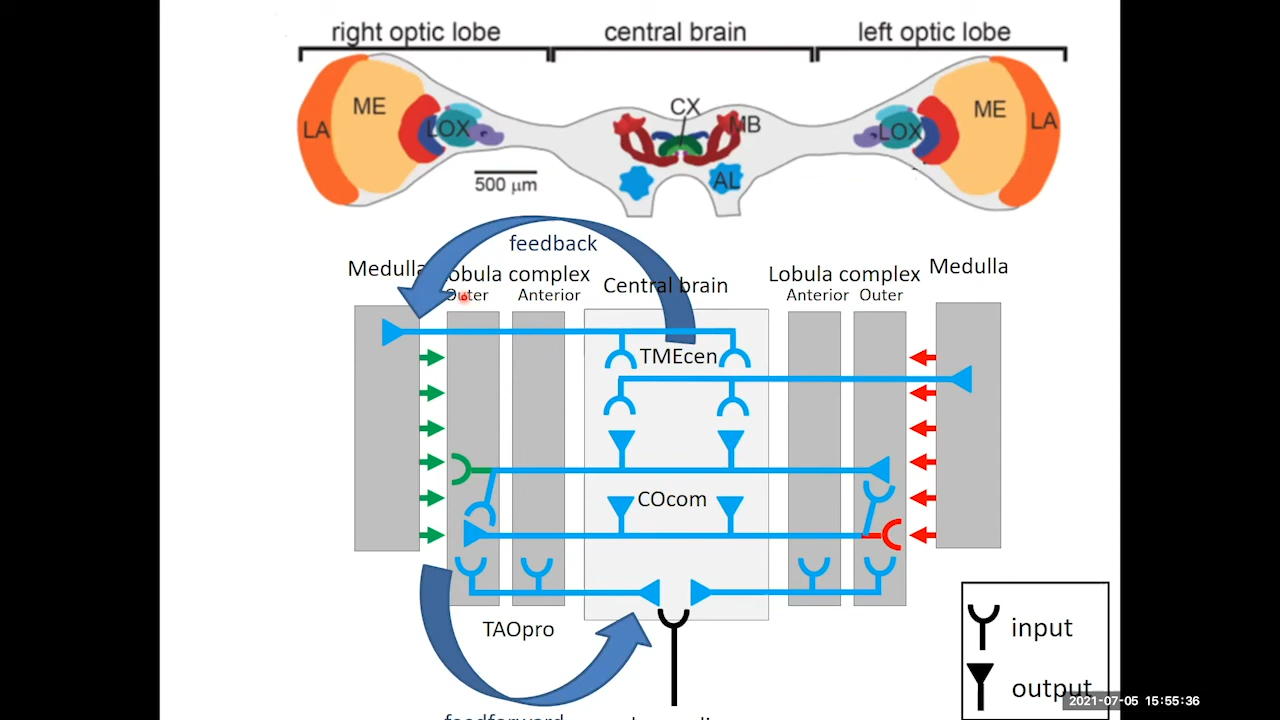 right optic lobe
central brain
left optic lobe
LA
ME
LOX
CX
MB
AL
LOX
ME
LA
500 µm
feedback
Medulla
Lobula complex
Outer
Anterior
Central brain
Lobula complex
Anterior
Outer
Medulla
TMEcen
COcom
TAOpro
feedforward
input
output
2021-07-05 15:55:36